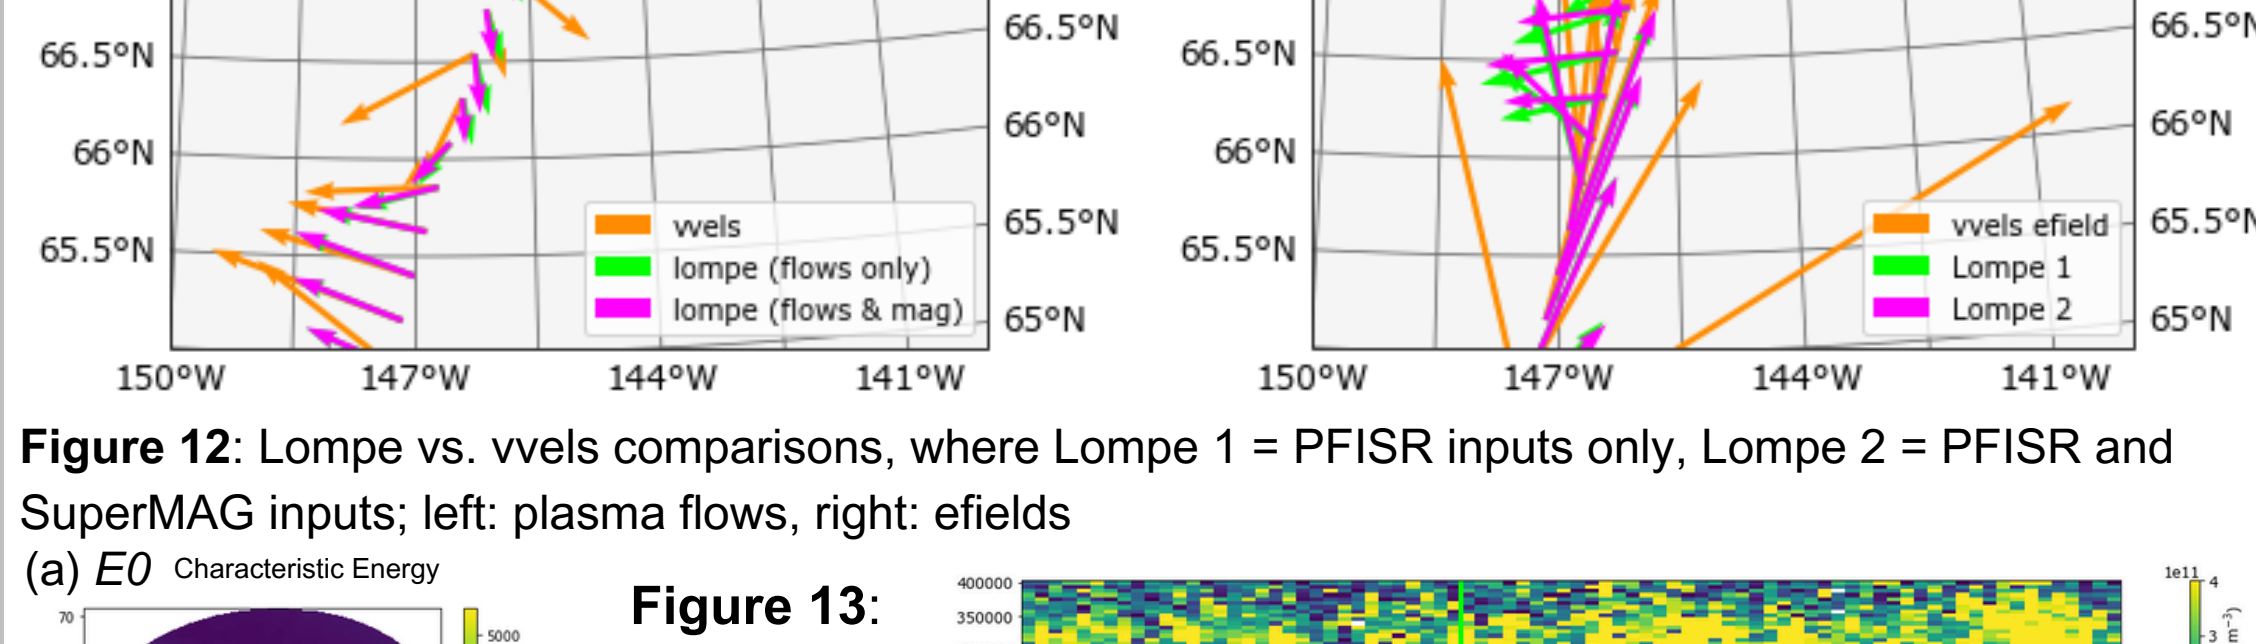 66.5°N
66°N
65.5°N
66.5°N
66°N
65.5°N
65°N
150°W 147°W 144°W 141°W
vvels
lompe (flows only)
lompe (flows & mag)
66.5°N
66°N
65.5°N
66.5°N
66°N
65.5°N
65°N
150°W 147°W 144°W 141°W
vvels efield
Lompe 1
Lompe 2
Figure 12: Lompe vs. vvels comparisons, where Lompe 1 = PFISR inputs only, Lompe 2 = PFISR and
SuperMAG inputs; left: plasma flows, right: efields
(a) E0 Characteristic Energy
70
5000
Figure 13:
400000
350000
1e11
4
3
m⁻³)